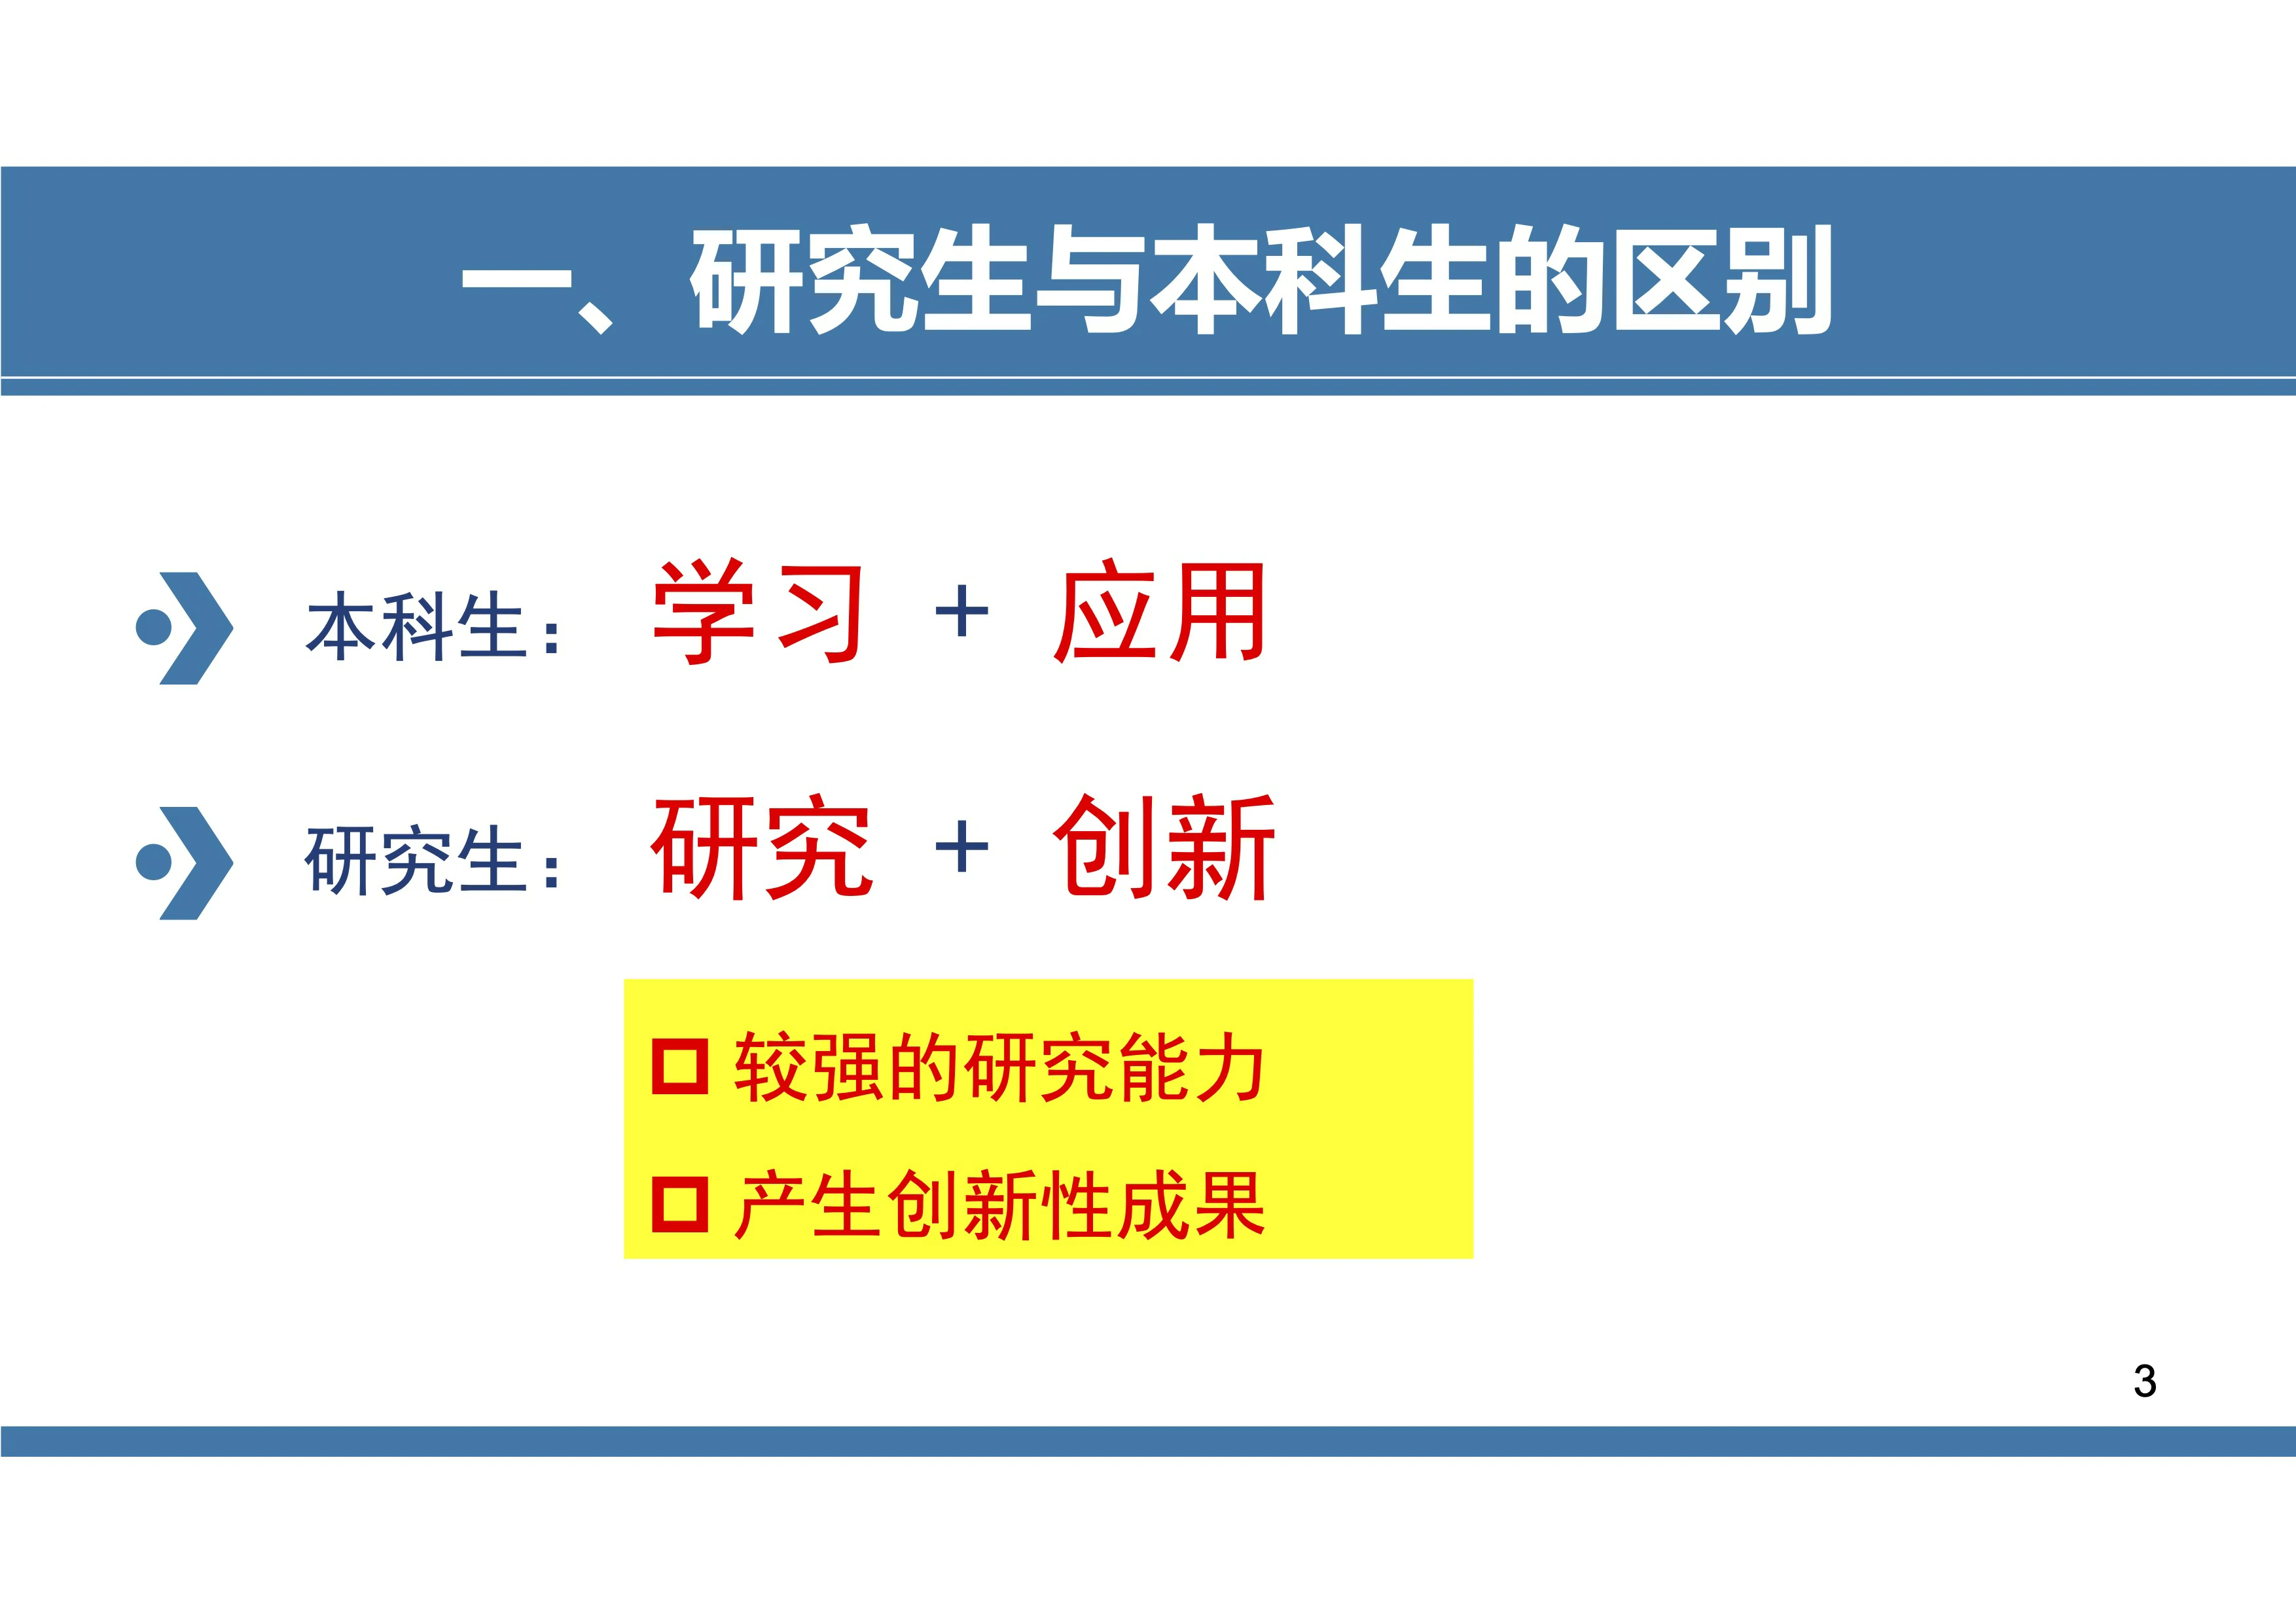 一、研究生与本科生的区别
本科生： 学习 + 应用
研究生： 研究 + 创新
较强的研究能力
产生创新性成果
3